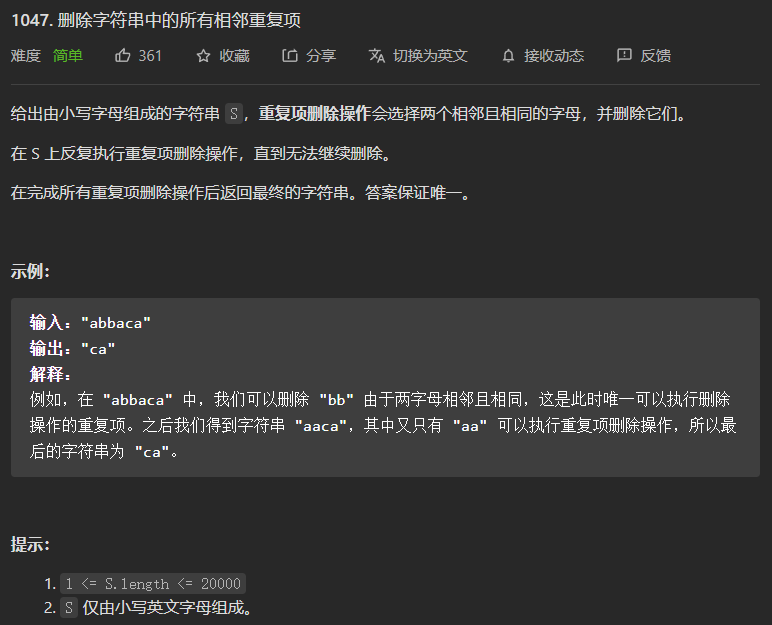 1047. 删除字符串中的所有相邻重复项
难度 简单 361 收藏 分享 切换为英文 接收动态 反馈
给出由小写字母组成的字符串 S，重复项删除操作会选择两个相邻且相同的字母，并删除它们。
在 S 上反复执行重复项删除操作，直到无法继续删除。
在完成所有重复项删除操作后返回最终的字符串。答案保证唯一。
示例：
输入："abbaca"
输出："ca"
解释：
例如，在 "abbaca" 中，我们可以删除 "bb" 由于两字母相邻且相同，这是此时唯一可以执行删除
操作的重复项。之后我们得到字符串 "aaca"，其中又只有 "aa" 可以执行重复项删除操作，所以最
后的字符串为 "ca"。
提示：
1. 1 <= S.length <= 20000
2. S 仅由小写英文字母组成。